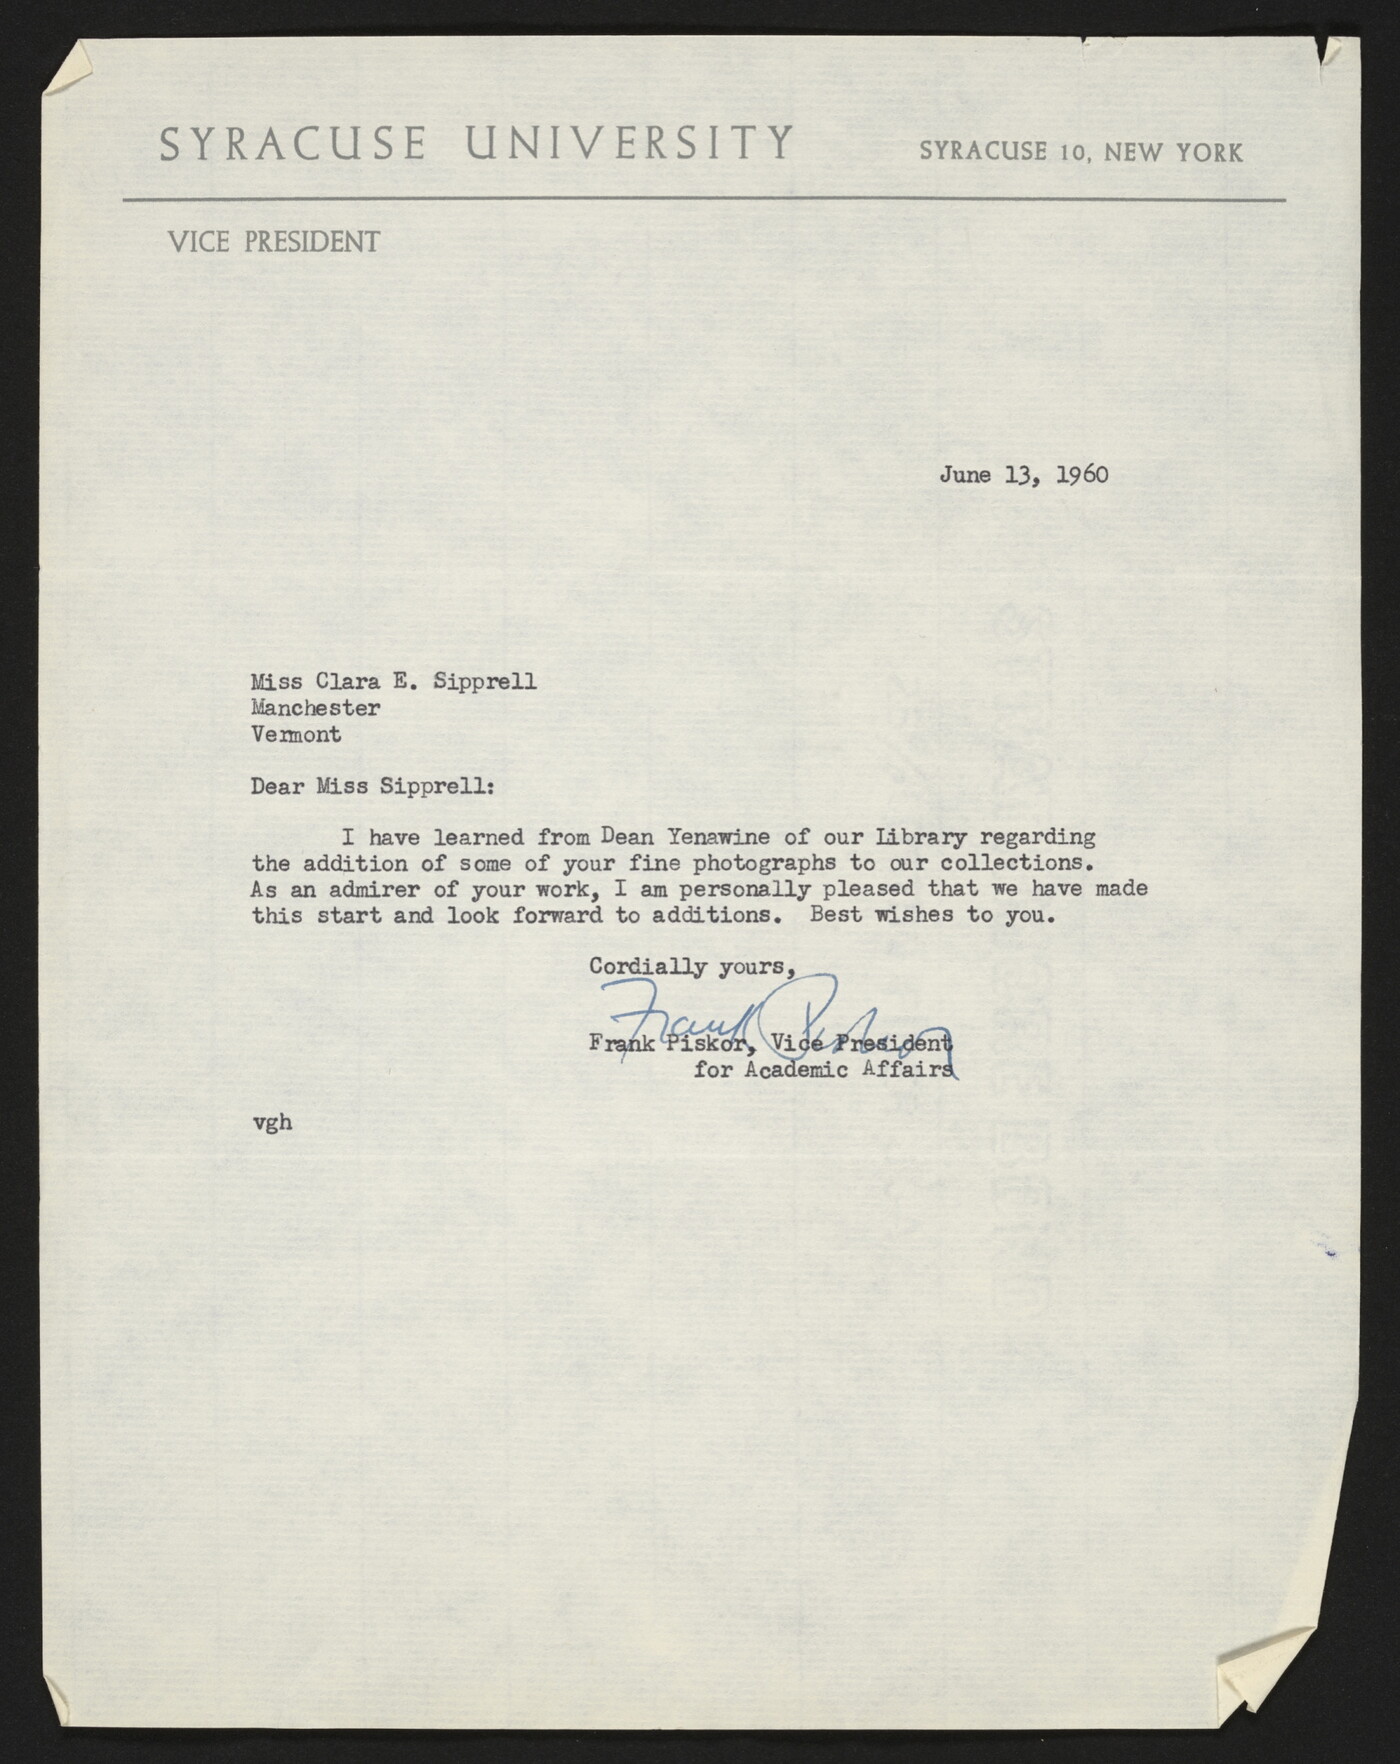 SYRACUSE UNIVERSITY SYRACUSE 10, NEW YORK
VICE PRESIDENT
June 13, 1960
Miss Clara E. Sipprell
Manchester
Vermont
Dear Miss Sipprell:
I have learned from Dean Yenawine of our Library regarding
the addition of some of your fine photographs to our collections.
As an admirer of your work, I am personally pleased that we have made
this start and look forward to additions. Best wishes to you.
Cordially yours,
Frank Piskor
Frank Piskor, Vice President
for Academic Affairs
vgh